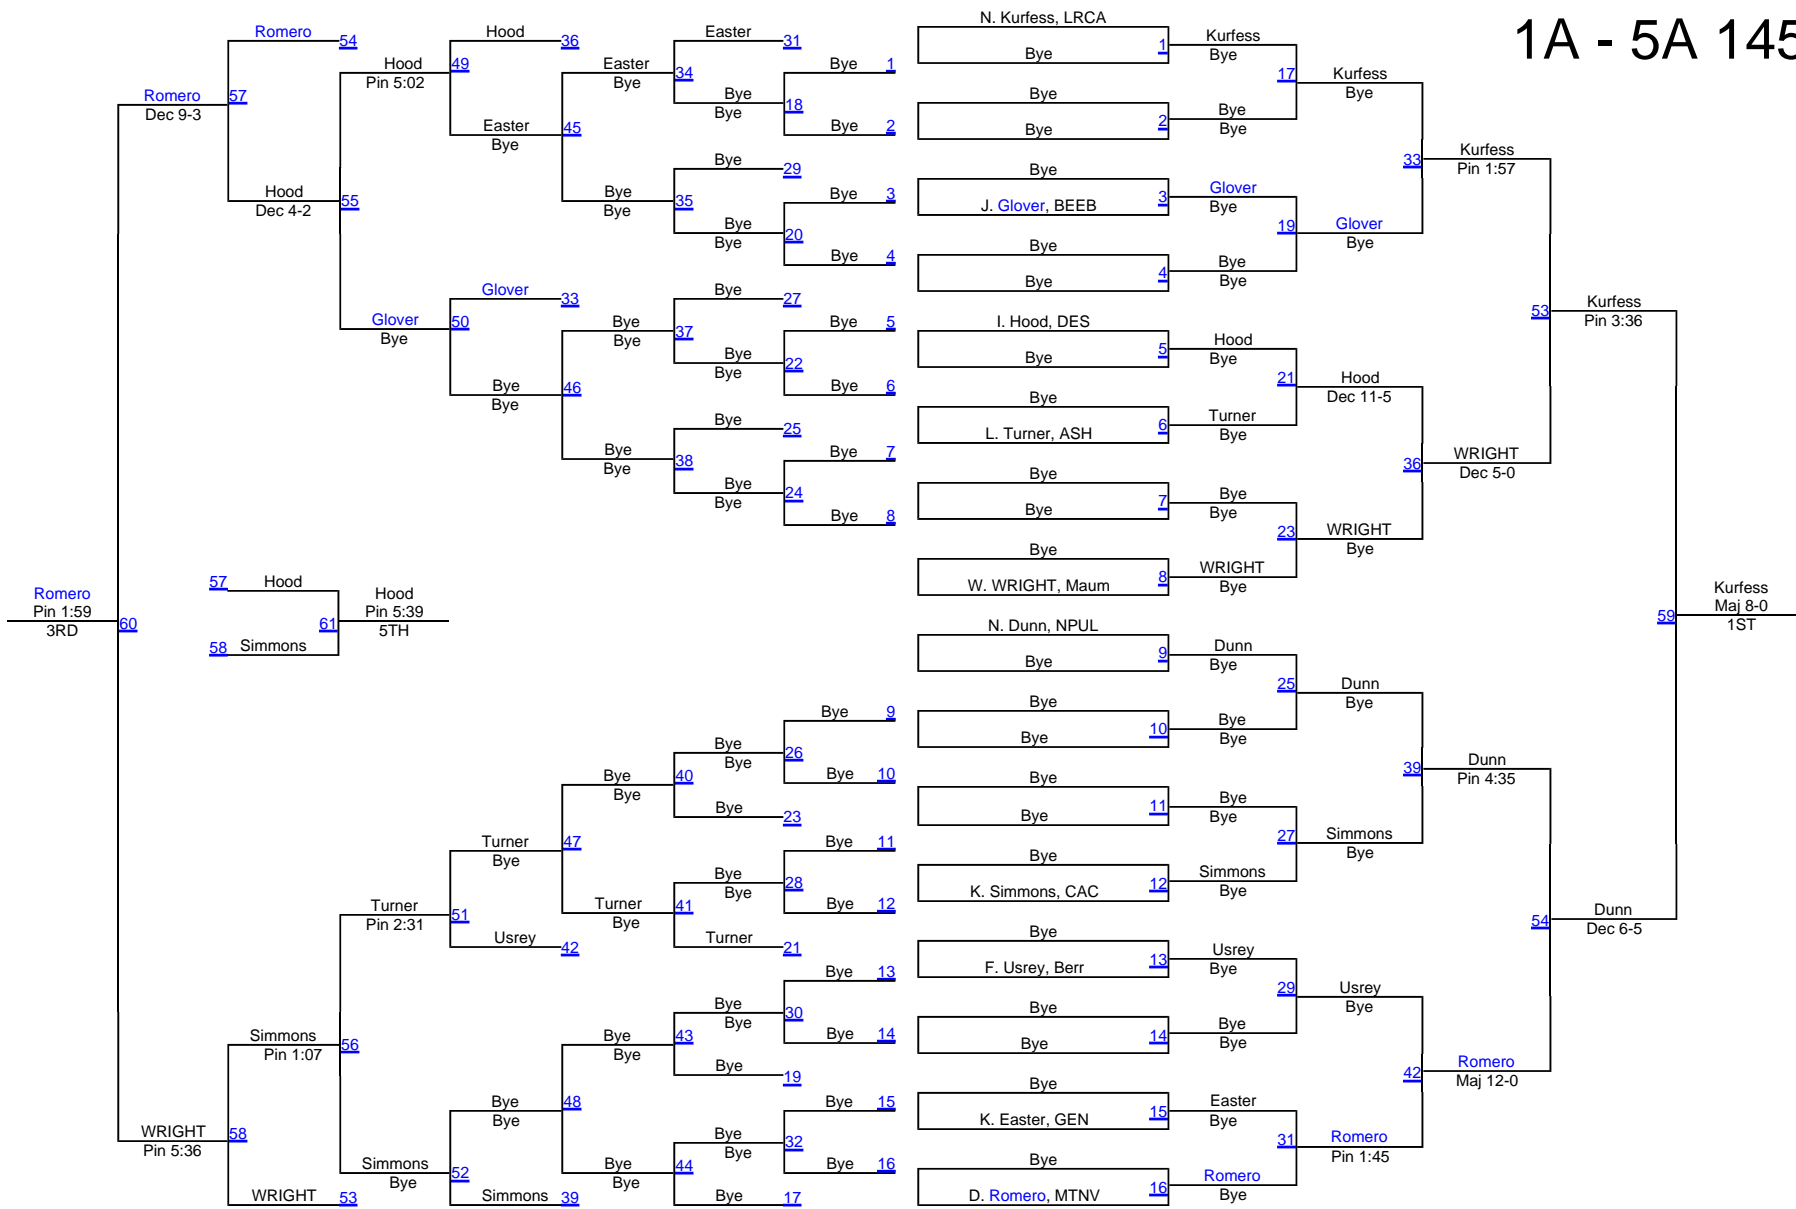 1A - 5A 145
Romero 54
Romero 57
Dec 9-3
Hood
Dec 4-2 55
Hood 49
Pin 5:02
Hood 36
Easter 45
Bye
Easter 34
Bye
Easter 31
Bye 18
Bye
Bye 1
Bye 2
Bye 35
Bye
Bye 29
Bye 20
Bye
Bye 3
Bye 4
Glover 50
Bye
Glover 33
Bye 46
Bye
Bye 37
Bye
Bye 27
Bye 22
Bye
Bye 5
Bye 6
Bye 38
Bye
Bye 25
Bye 24
Bye
Bye 7
Bye 8
Romero
Pin 1:59
3RD 60
57 Hood
58 Simmons
61
Hood
Pin 5:39
5TH
Bye 9
Bye 26
Bye
Bye 10
Bye 40
Bye
Bye 23
Turner 47
Bye
Bye 11
Bye 28
Bye
Bye 12
Turner 41
Bye
Turner 21
Turner 51
Pin 2:31
Usrey 42
Bye 13
Bye 30
Bye
Bye 14
Bye 43
Bye
Bye 19
Simmons 56
Pin 1:07
Bye 48
Bye
Bye 15
Bye 32
Bye
Bye 16
Bye 44
Bye
Bye 17
WRIGHT 58
Pin 5:36
Simmons 52
Bye
Simmons 39
WRIGHT 53
N. Kurfess, LRCA
Bye 1
Kurfess
Bye
17
Kurfess
Bye
Bye
Bye 2
Bye
Bye
33
Kurfess
Pin 1:57
Bye
J. Glover, BEEB 3
Glover
Bye
19
Glover
Bye
Bye
Bye 4
Bye
Bye
53
Kurfess
Pin 3:36
I. Hood, DES
Bye 5
Hood
Bye
21
Hood
Dec 11-5
Bye
L. Turner, ASH 6
Turner
Bye
36
WRIGHT
Dec 5-0
Bye
Bye 7
Bye
Bye
23
WRIGHT
Bye
Bye
W. WRIGHT, Maum 8
WRIGHT
Bye
59
Kurfess
Maj 8-0
1ST
N. Dunn, NPUL
Bye 9
Dunn
Bye
25
Dunn
Bye
Bye
Bye 10
Bye
Bye
39
Dunn
Pin 4:35
Bye
Bye 11
Bye
Bye
27
Simmons
Bye
Bye
K. Simmons, CAC 12
Simmons
Bye
54
Dunn
Dec 6-5
Bye
F. Usrey, Berr 13
Usrey
Bye
29
Usrey
Bye
Bye
Bye 14
Bye
Bye
42
Romero
Maj 12-0
Bye
K. Easter, GEN 15
Easter
Bye
31
Romero
Pin 1:45
Bye
D. Romero, MTNV 16
Romero
Bye